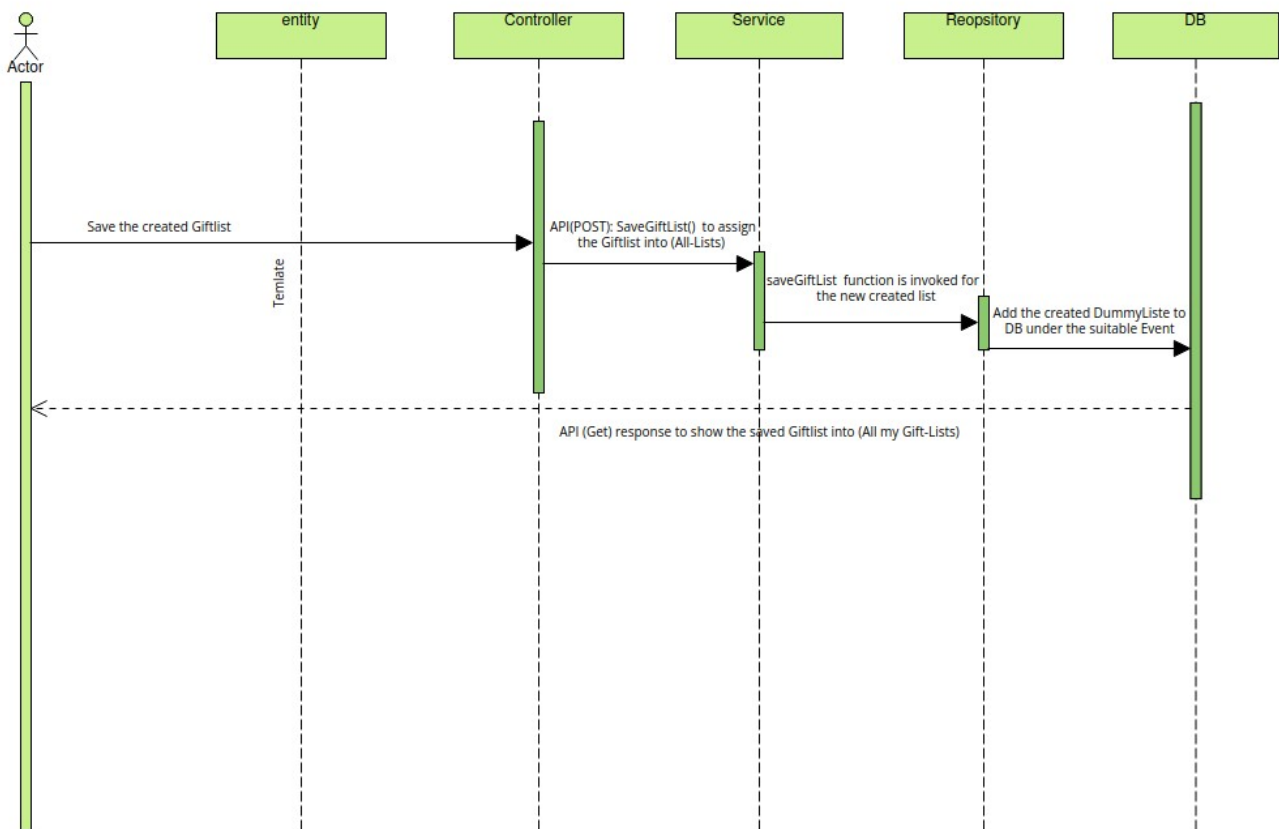 Actor
entity
Controller
Service
Reopsitory
DB
Save the created Giftlist
API(POST): SaveGiftList()  to assign
the Giftlist into (All-Lists)
Temlate
saveGiftList  function is invoked for
the new created list
Add the created DummyListe to
DB under the suitable Event
API (Get) response to show the saved Giftlist into (All my Gift-Lists)